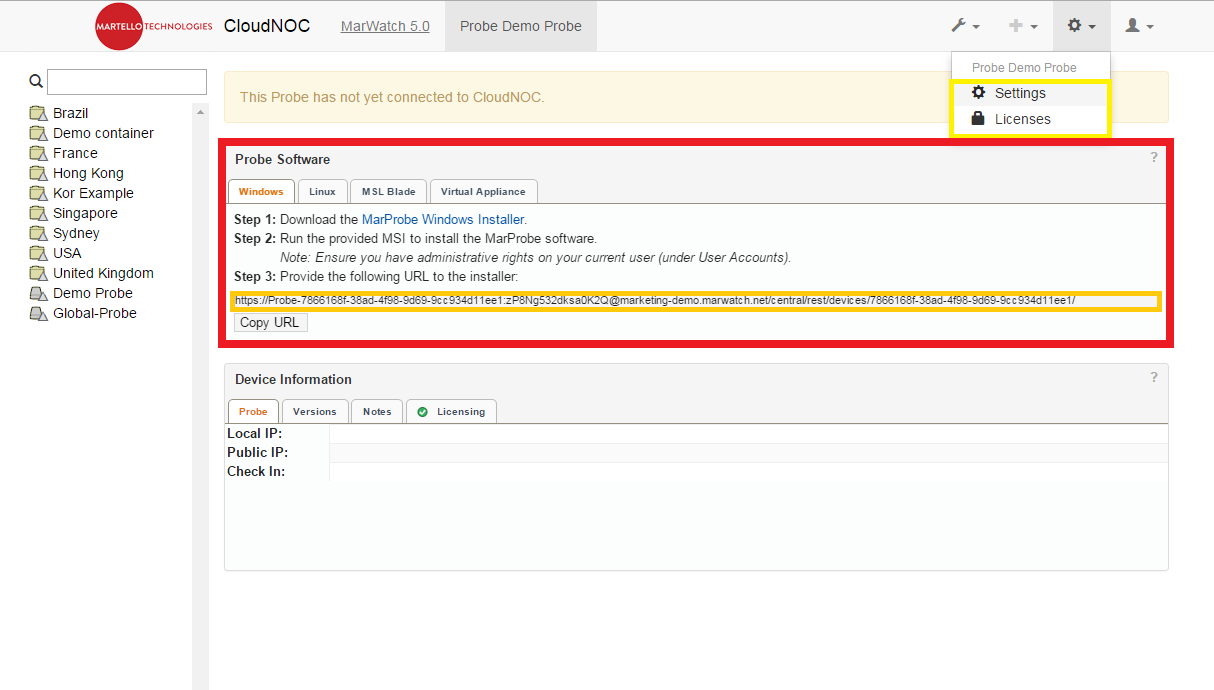 MARTELLO TECHNOLOGIES CloudNOC MarWatch 5.0 Probe Demo Probe
Probe Demo Probe
Settings
Licenses
Brazil
Demo container
France
Hong Kong
Kor Example
Singapore
Sydney
USA
United Kingdom
Demo Probe
Global-Probe
This Probe has not yet connected to CloudNOC.
Probe Software ?
Windows Linux MSL Blade Virtual Appliance
Step 1: Download the MarProbe Windows Installer.
Step 2: Run the provided MSI to install the MarProbe software.
Note: Ensure you have administrative rights on your current user (under User Accounts).
Step 3: Provide the following URL to the installer:
https://Probe-7866168f-38ad-4f98-9d69-9cc934d11ee1:zP8Ng532dksa0K2Q@marketing-demo.marwatch.net/central/rest/devices/7866168f-38ad-4f98-9d69-9cc934d11ee1/
Copy URL
Device Information ?
Probe Versions Notes Licensing
Local IP:
Public IP:
Check In: